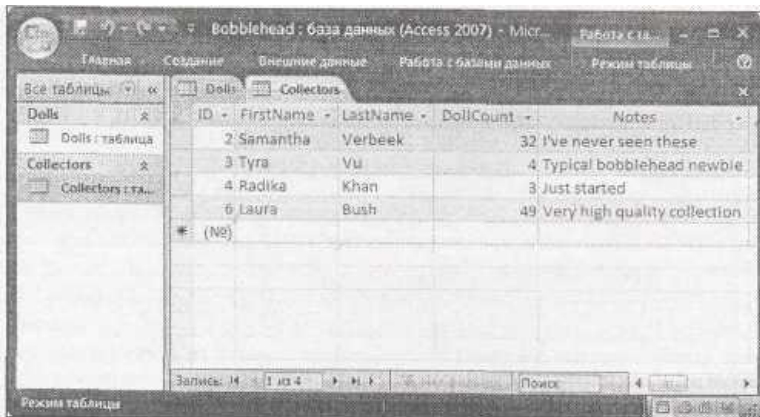 Bobblehead : база данных (Access 2007) - Micr... Работа с та...
Главная Создание Внешние данные Работа с базами данных Режим таблицы
Все таблицы Dolls Collectors
Dolls
Dolls : таблица
Collectors
Collectors : та...
ID FirstName LastName DollCount Notes
2 Samantha Verbeek 32 I've never seen these
3 Tyra Vu 4 Typical bobblehead newbie
4 Radika Khan 3 Just started
6 Laura Bush 49 Very high quality collection
* (№)
Запись: 1 из 4 Поиск
Режим таблицы